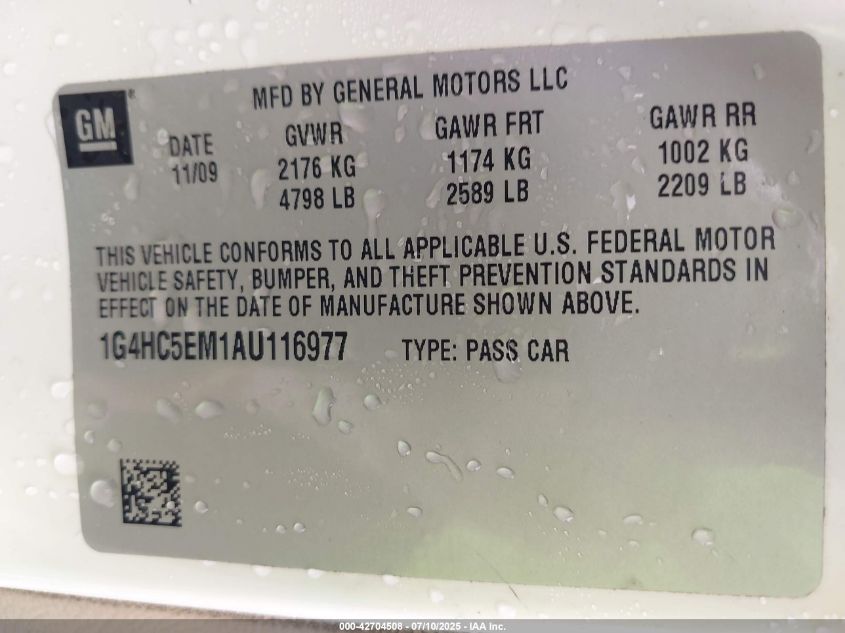 MFD BY GENERAL MOTORS LLC
GM®
DATE GVWR GAWR FRT GAWR RR
11/09 2176 KG 1174 KG 1002 KG
4798 LB 2589 LB 2209 LB
THIS VEHICLE CONFORMS TO ALL APPLICABLE U.S. FEDERAL MOTOR
VEHICLE SAFETY, BUMPER, AND THEFT PREVENTION STANDARDS IN
EFFECT ON THE DATE OF MANUFACTURE SHOWN ABOVE.
1G4HC5EM1AU116977 TYPE: PASS CAR
000-42704508 - 07/10/2025 - IAA Inc.